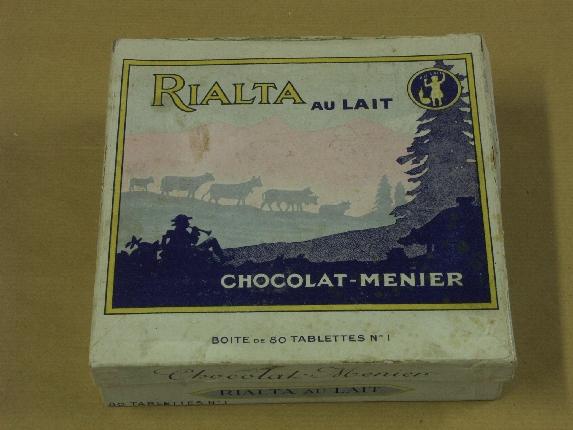 RIALTA AU LAIT
CHOCOLAT-MENIER
BOITE DE 80 TABLETTES Nº 1
Chocolat-Menier
RIALTA AU LAIT
80 TABLETTES Nº 1